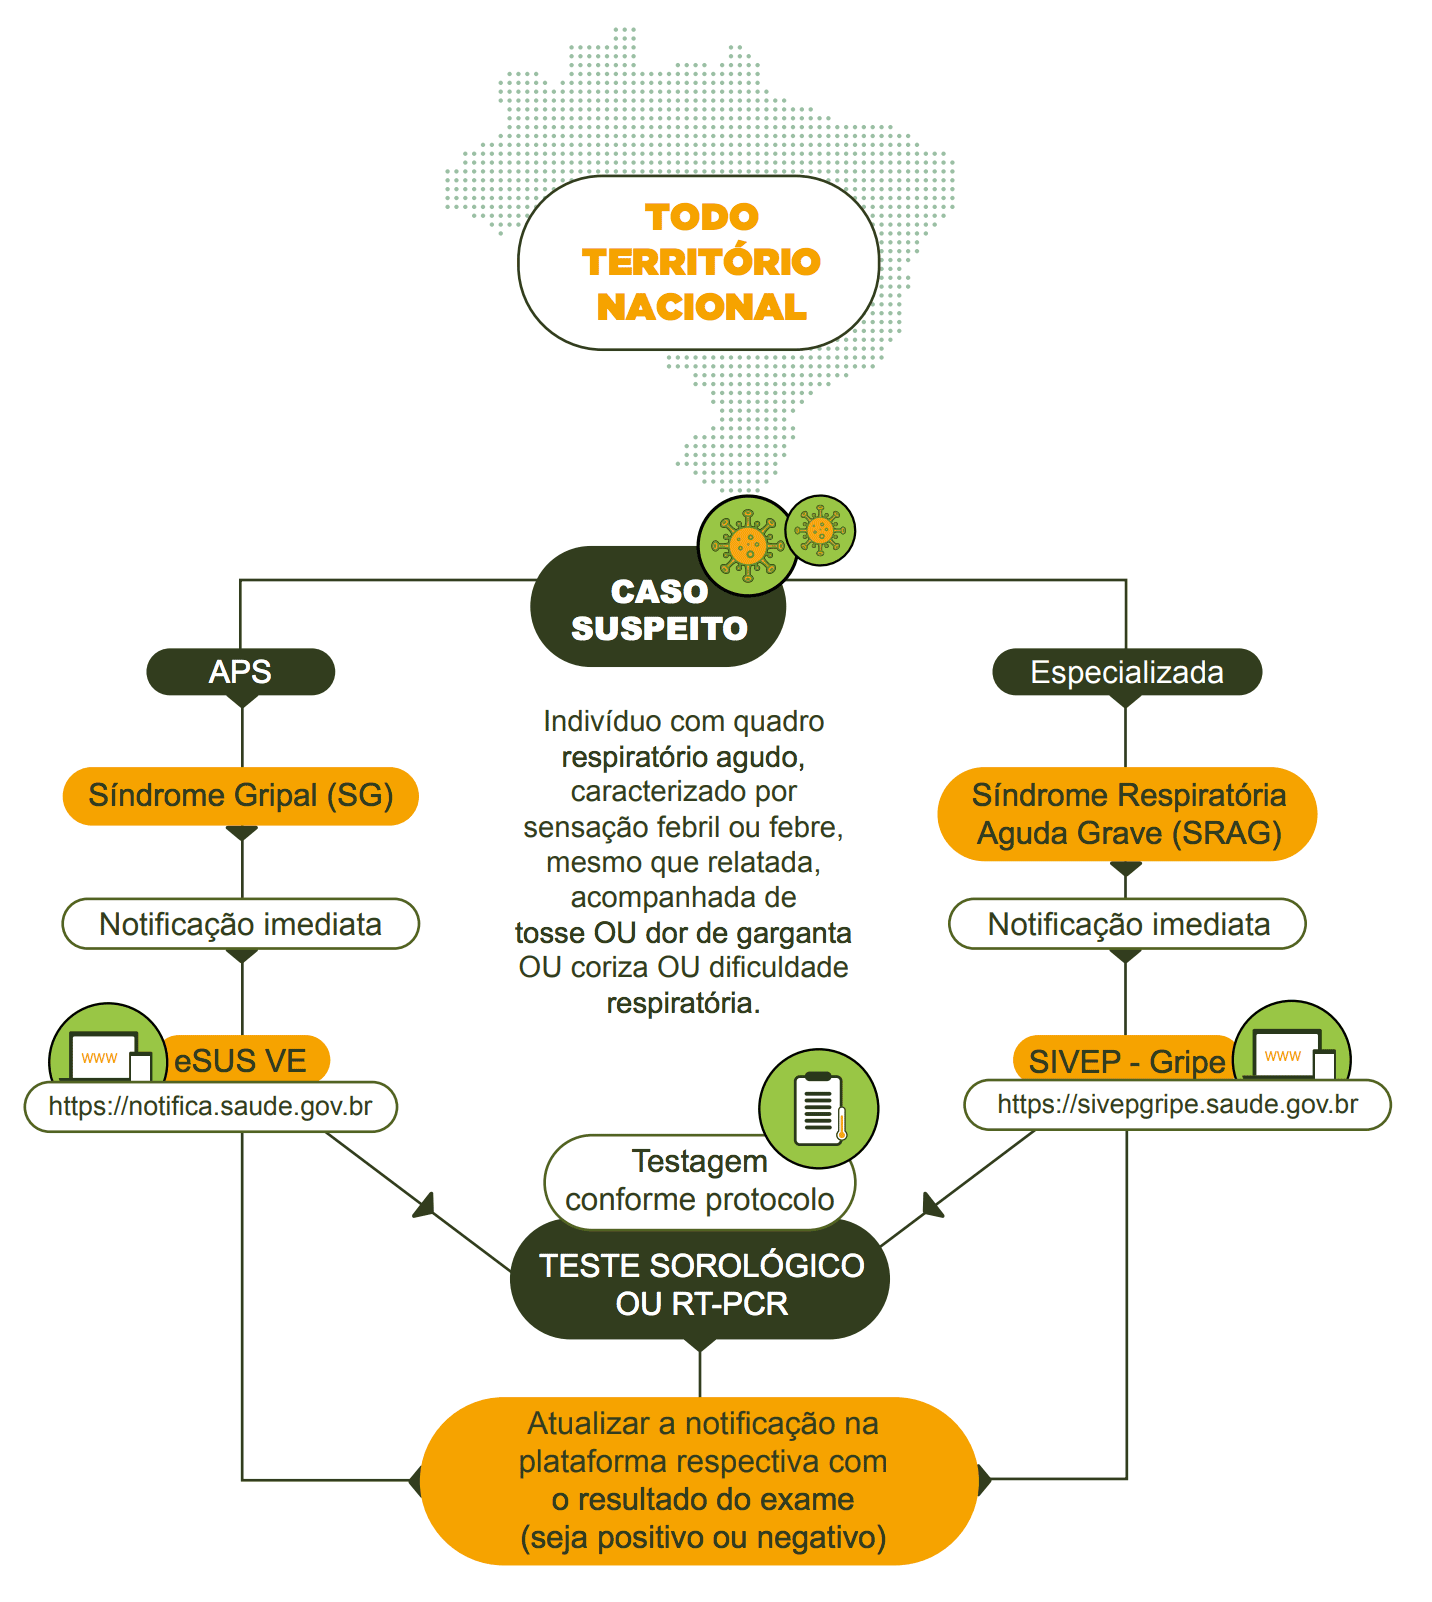 TODO
TERRITÓRIO
NACIONAL
CASO
SUSPEITO
APS
Síndrome Gripal (SG)
Notificação imediata
www
eSUS VE
https://notifica.saude.gov.br
Indivíduo com quadro
respiratório agudo,
caracterizado por
sensação febril ou febre,
mesmo que relatada,
acompanhada de
tosse OU dor de garganta
OU coriza OU dificuldade
respiratória.
Especializada
Síndrome Respiratória
Aguda Grave (SRAG)
Notificação imediata
SIVEP - Gripe
www
https://sivepgripe.saude.gov.br
Testagem
conforme protocolo
TESTE SOROLÓGICO
OU RT-PCR
Atualizar a notificação na
plataforma respectiva com
o resultado do exame
(seja positivo ou negativo)